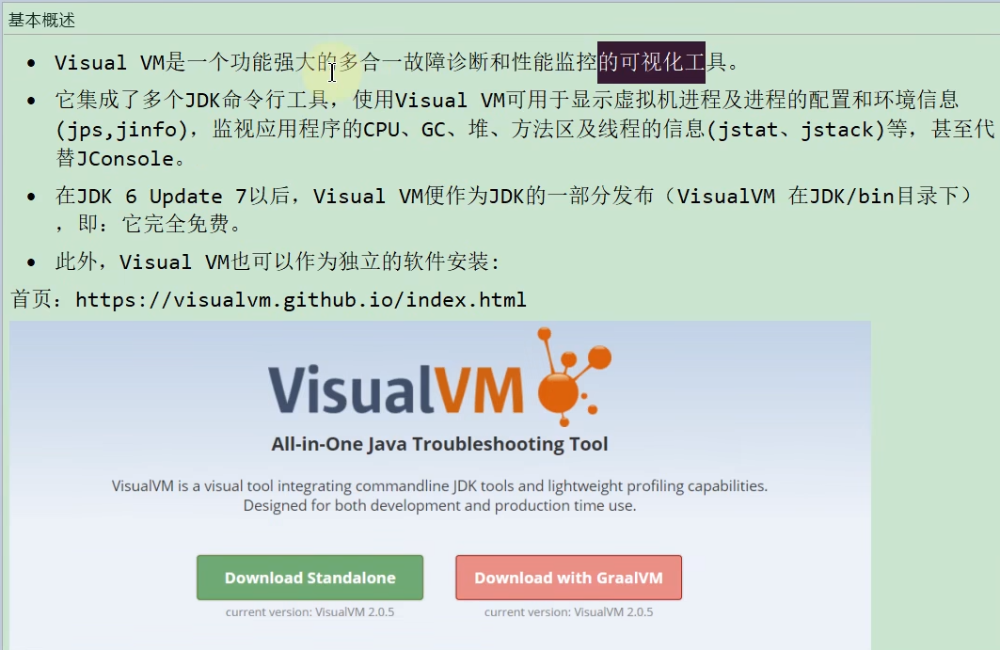 基本概述
Visual VM是一个功能强大的多合一故障诊断和性能监控的可视化工具。
它集成了多个JDK命令行工具，使用Visual VM可用于显示虚拟机进程及进程的配置和环境信息
(jps,jinfo)，监视应用程序的CPU、GC、堆、方法区及线程的信息(jstat、jstack)等，甚至代
替JConsole。
在JDK 6 Update 7以后，Visual VM便作为JDK的一部分发布（VisualVM 在JDK/bin目录下）
，即：它完全免费。
此外，Visual VM也可以作为独立的软件安装:
首页：https://visualvm.github.io/index.html
VisualVM
All-in-One Java Troubleshooting Tool
VisualVM is a visual tool integrating commandline JDK tools and lightweight profiling capabilities.
Designed for both development and production time use.
Download Standalone Download with GraalVM
current version: VisualVM 2.0.5 current version: VisualVM 2.0.5